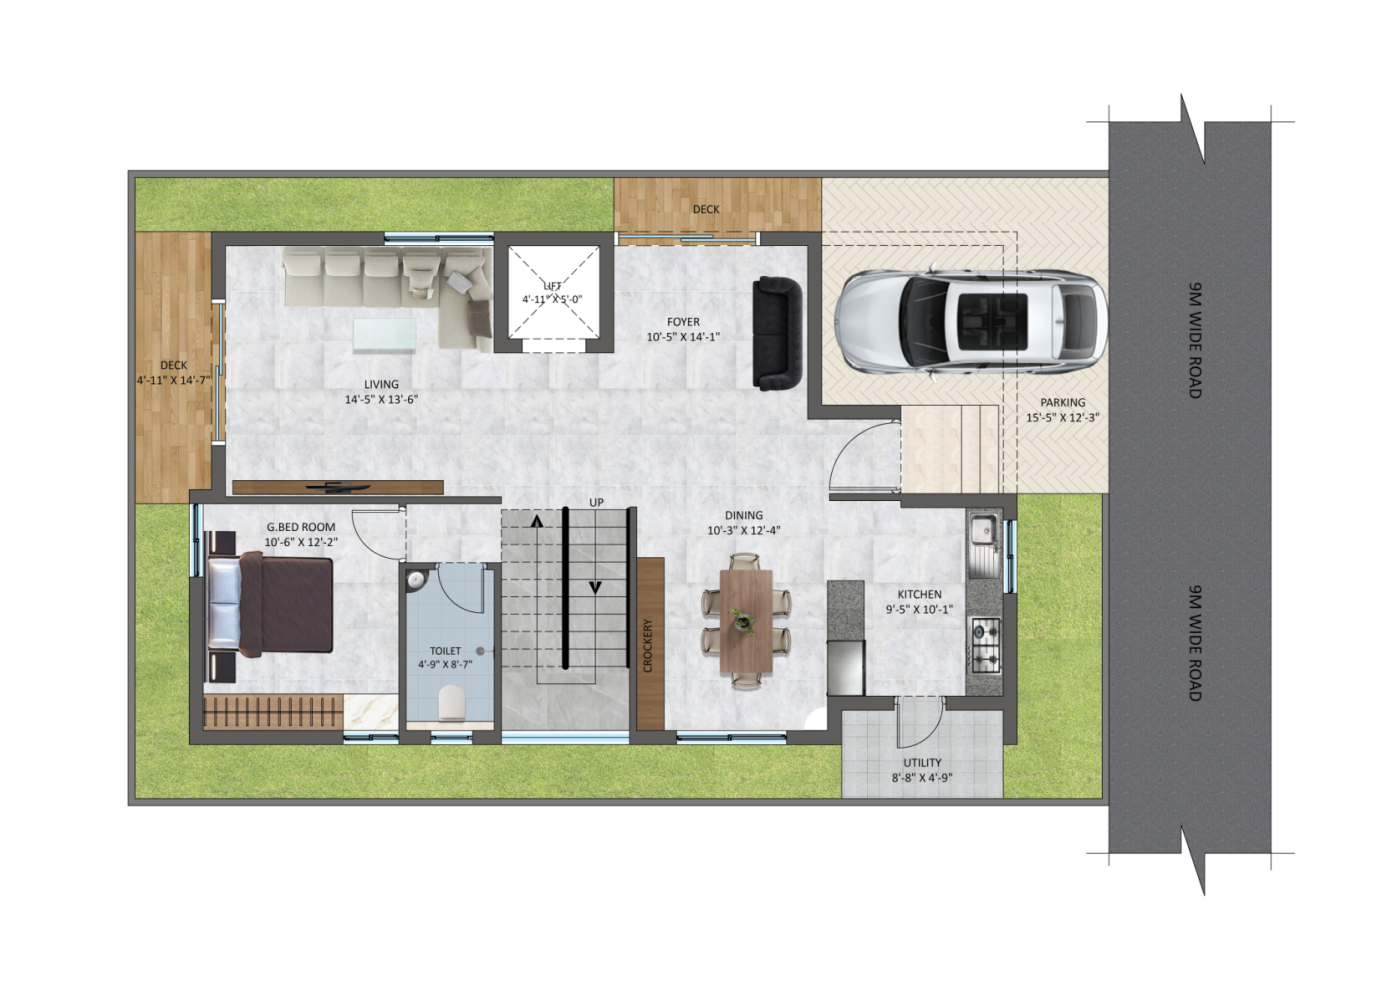 DECK
LIFT
4'-11" X 5'-0"
FOYER
10'-5" X 14'-1"
DECK
4'-11" X 14'-7"
LIVING
14'-5" X 13'-6"
PARKING
15'-5" X 12'-3"
9M WIDE ROAD
UP
G.BED ROOM
10'-6" X 12'-2"
DINING
10'-3" X 12'-4"
KITCHEN
9'-5" X 10'-1"
CROCKERY
TOILET
4'-9" X 8'-7"
9M WIDE ROAD
UTILITY
8'-8" X 4'-9"